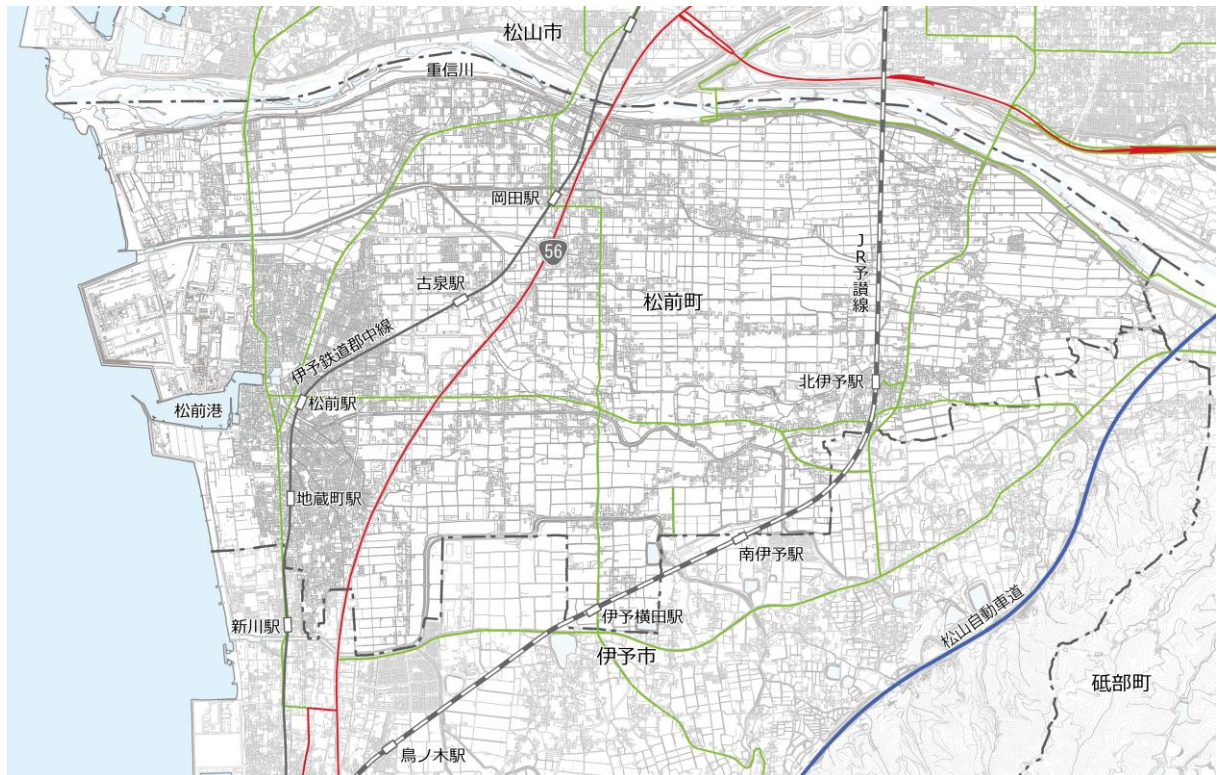 松山市
重信川
岡田駅
56
JR予讃線
古泉駅
松前町
伊予鉄道郡中線
北伊予駅
松前港
松前駅
地蔵町駅
南伊予駅
新川駅
伊予横田駅
松山自動車道
伊予市
砥部町
鳥ノ木駅